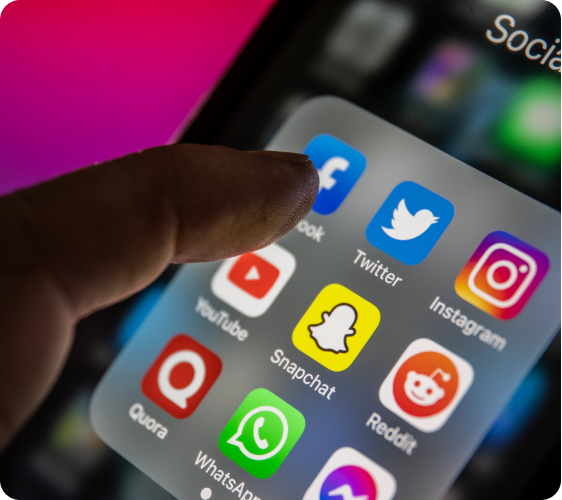 Socia
ook
Twitter
Instagram
YouTube
Snapchat
Reddit
Quora
WhatsApp